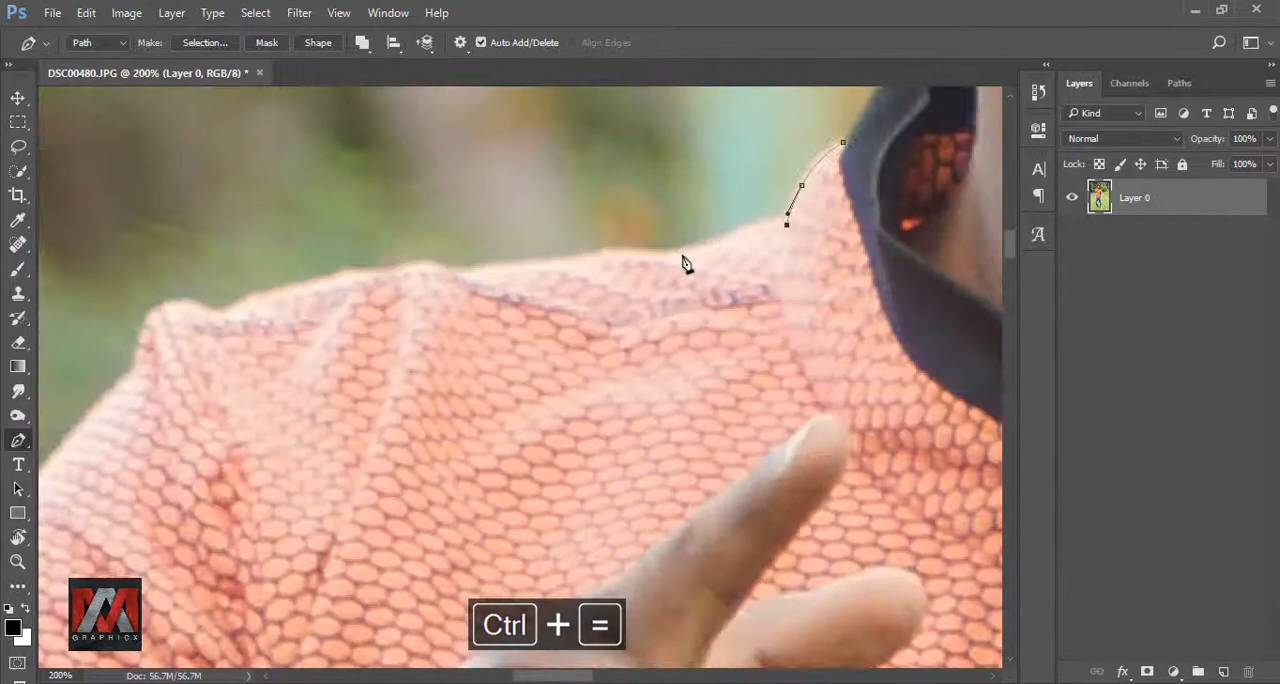 Ps File Edit Image Layer Type Select Filter View Window Help
Path Make: Selection... Mask Shape Auto Add/Delete Align Edges
DSC00480.JPG @ 200% (Layer 0, RGB/8) *
Layers Channels Paths
Kind
Normal Opacity: 100%
Lock: Fill: 100%
Layer 0
GRAPHICX
Ctrl + =
200% Doc: 56.7M/56.7M